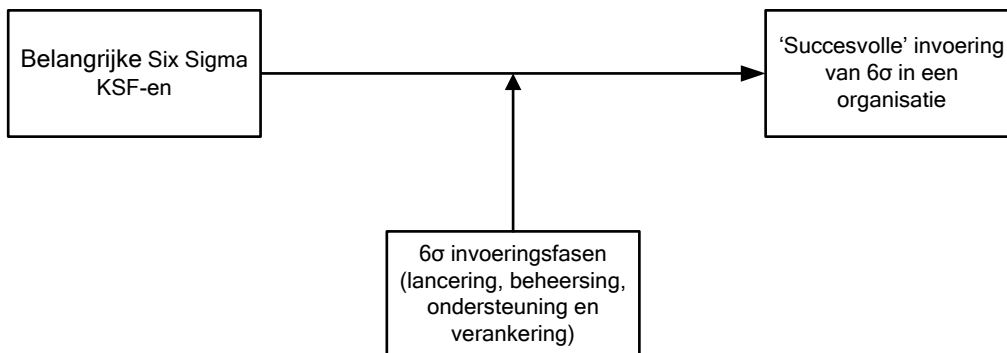 Belangrijke Six Sigma
KSF-en
‘Succesvolle’ invoering
van 6σ in een
organisatie
6σ invoeringsfasen
(lancering, beheersing,
ondersteuning en
verankering)